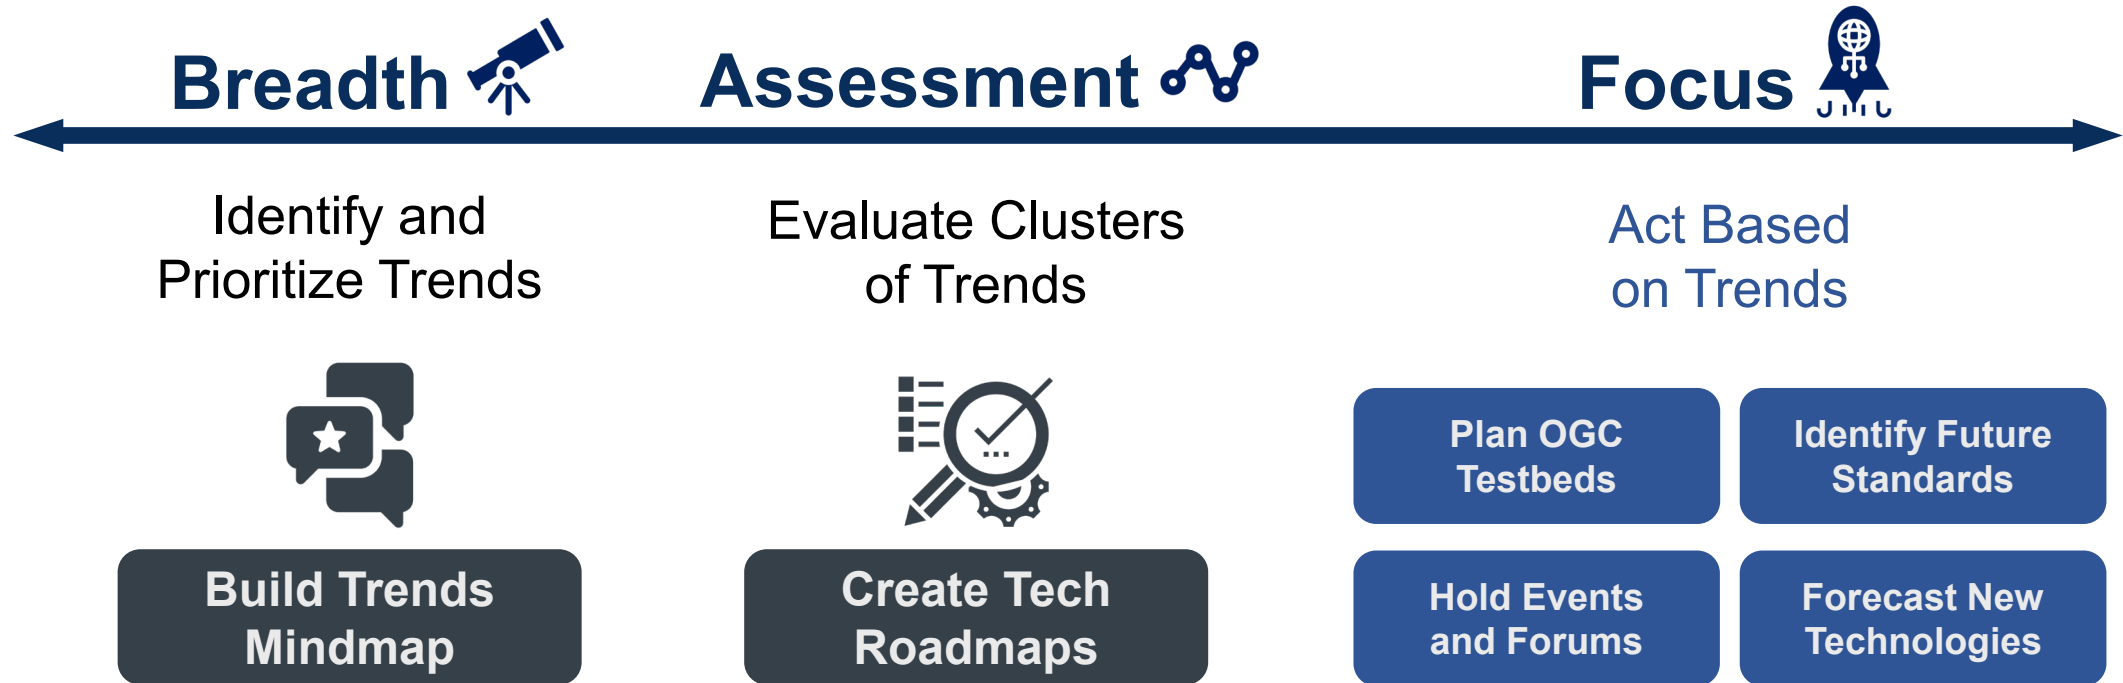 Breadth
Assessment
Focus
Identify and
Prioritize Trends
Evaluate Clusters
of Trends
Act Based
on Trends
Build Trends
Mindmap
Create Tech
Roadmaps
Plan OGC
Testbeds
Identify Future
Standards
Hold Events
and Forums
Forecast New
Technologies